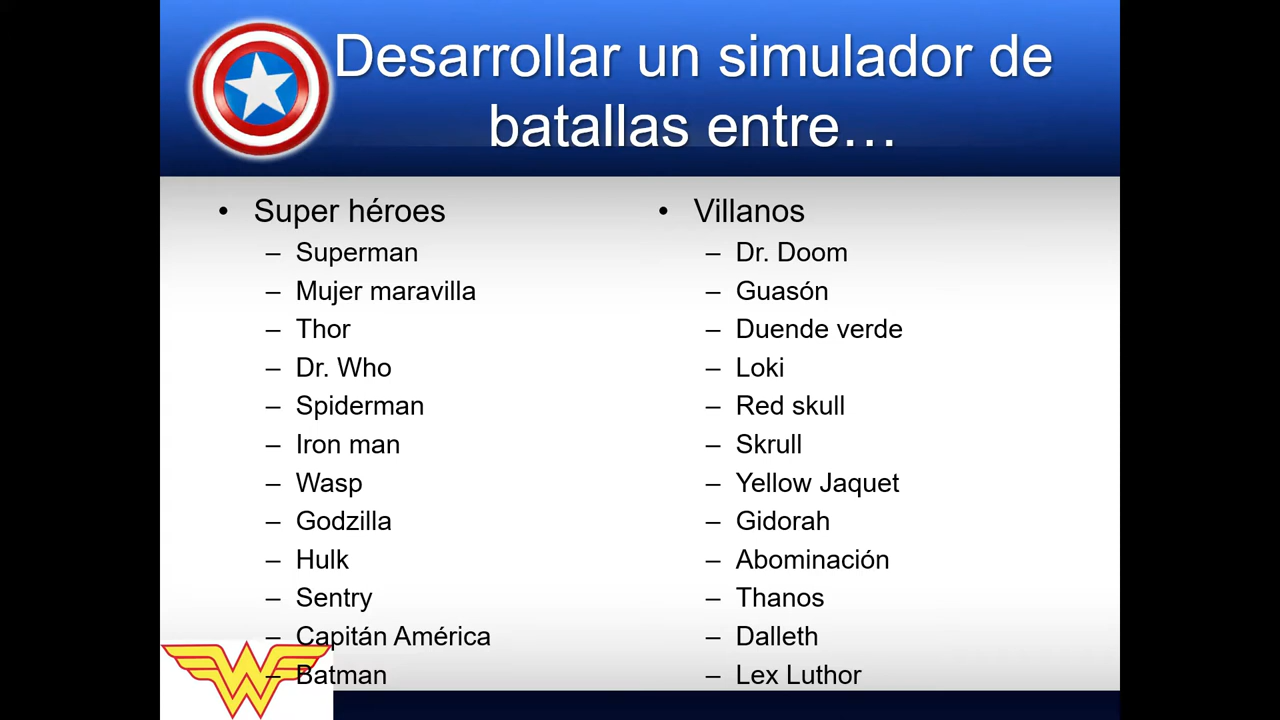 Desarrollar un simulador de
batallas entre…
• Super héroes
– Superman
– Mujer maravilla
– Thor
– Dr. Who
– Spiderman
– Iron man
– Wasp
– Godzilla
– Hulk
– Sentry
– Capitán América
– Batman
• Villanos
– Dr. Doom
– Guasón
– Duende verde
– Loki
– Red skull
– Skrull
– Yellow Jaquet
– Gidorah
– Abominación
– Thanos
– Dalleth
– Lex Luthor